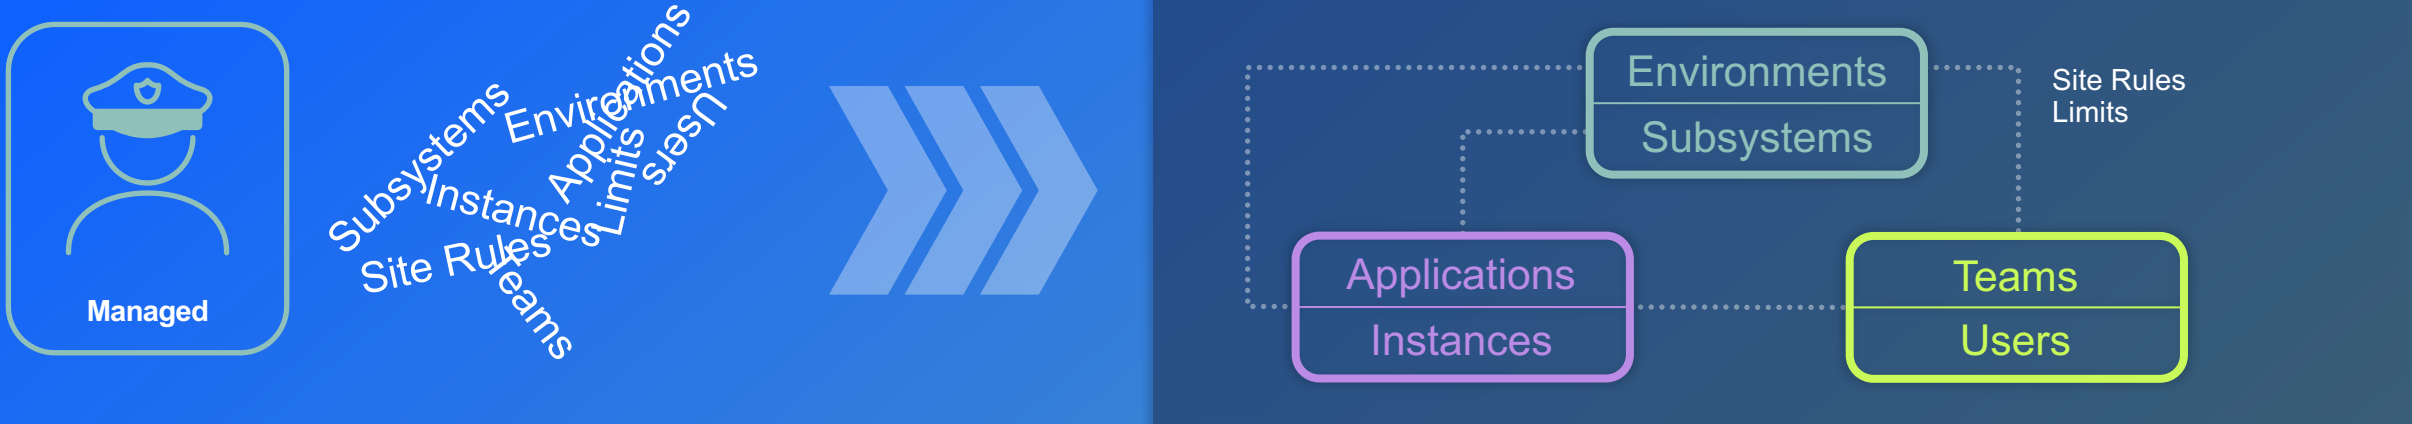 Managed
Subsystems
Environments
Applications
Users
Limits
Instances
Site Rules
Teams
Environments
Subsystems
Site Rules
Limits
Applications
Instances
Teams
Users